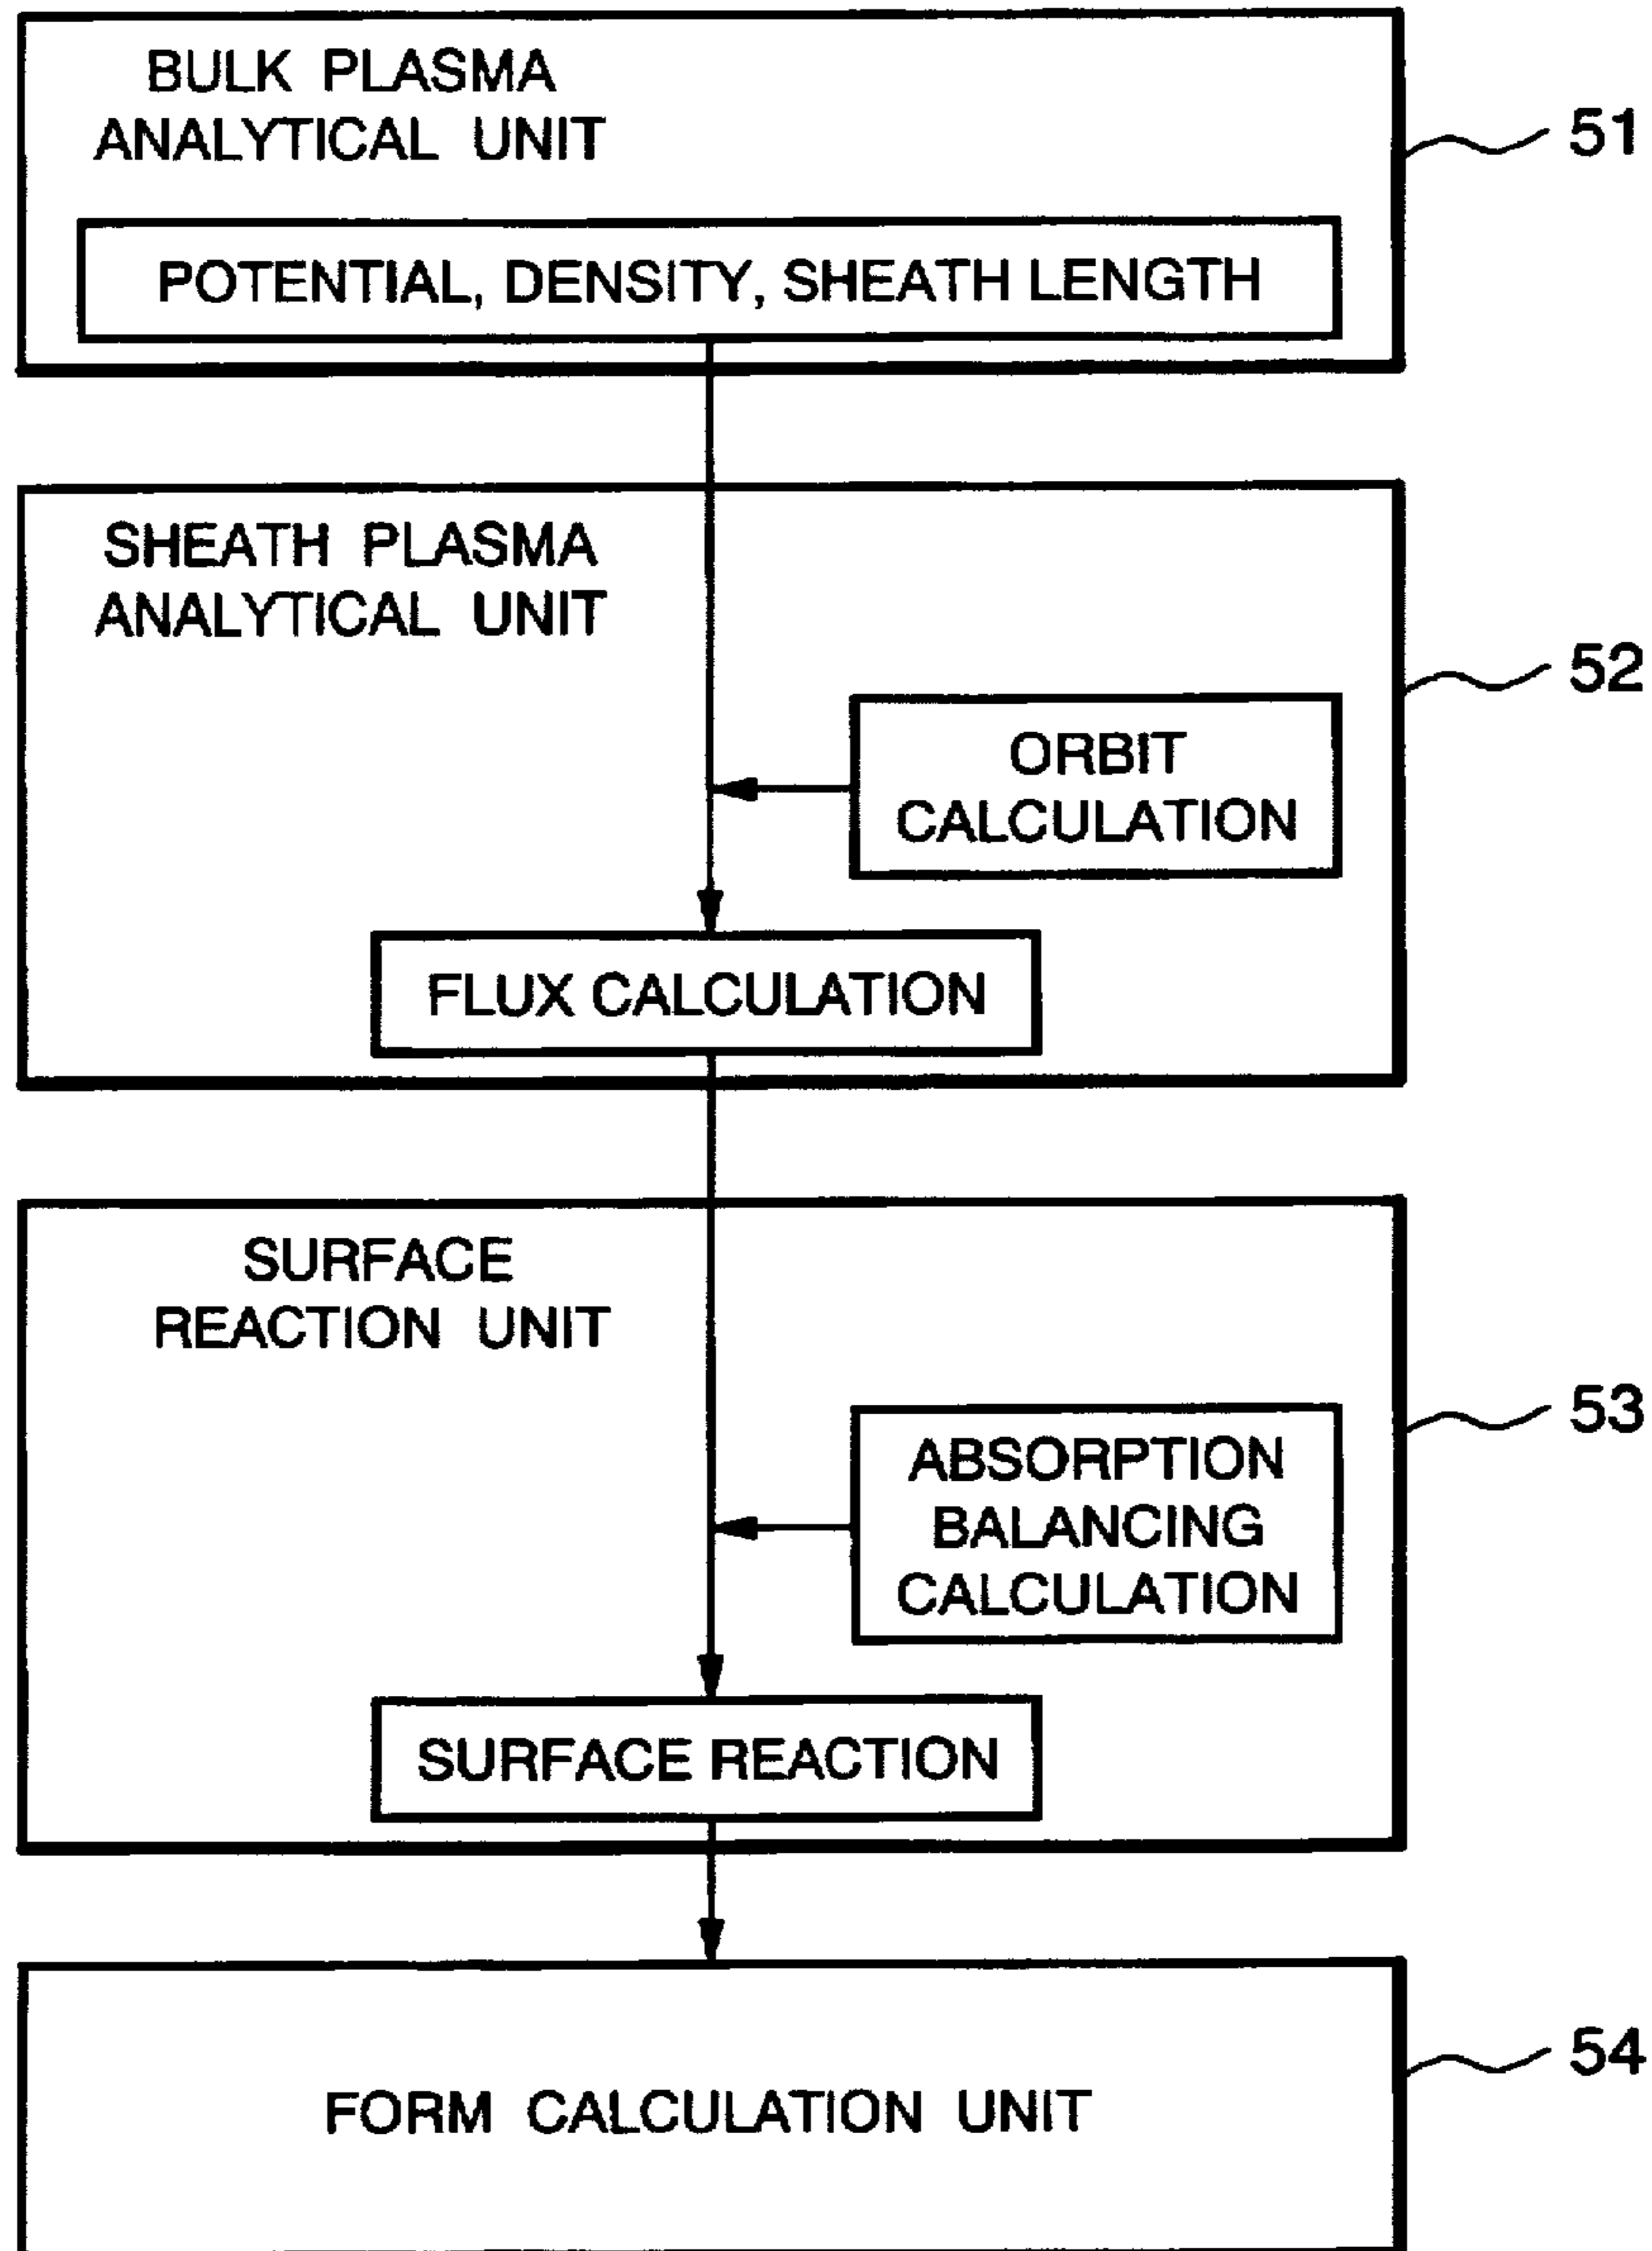 BULK PLASMA
ANALYTICAL UNIT
51
POTENTIAL, DENSITY, SHEATH LENGTH
SHEATH PLASMA
ANALYTICAL UNIT
52
ORBIT
CALCULATION
FLUX CALCULATION
SURFACE
REACTION UNIT
53
ABSORPTION
BALANCING
CALCULATION
SURFACE REACTION
54
FORM CALCULATION UNIT